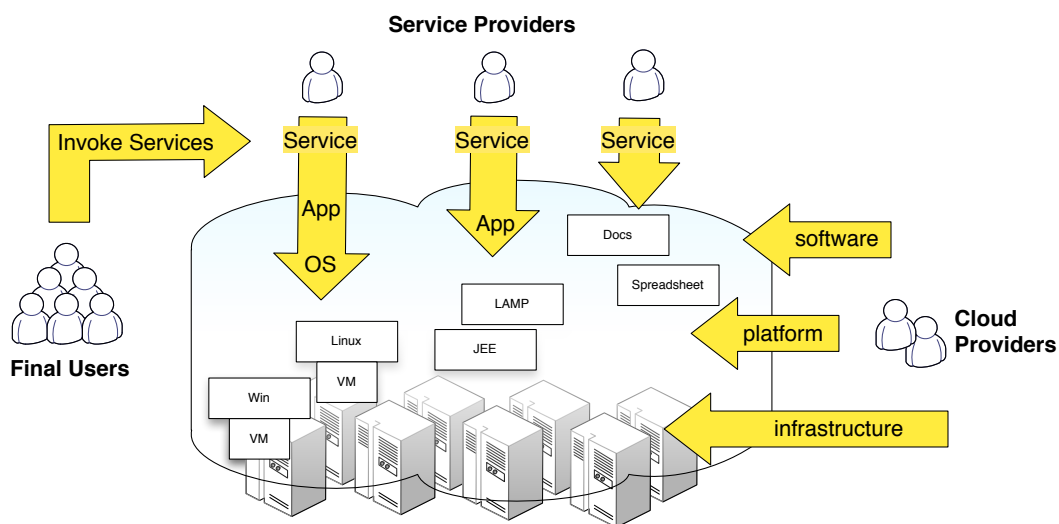 Service Providers
Invoke Services
Service
Service
Service
App
App
OS
Docs
software
Spreadsheet
LAMP
platform
Cloud
Providers
Linux
JEE
Final Users
VM
Win
infrastructure
VM